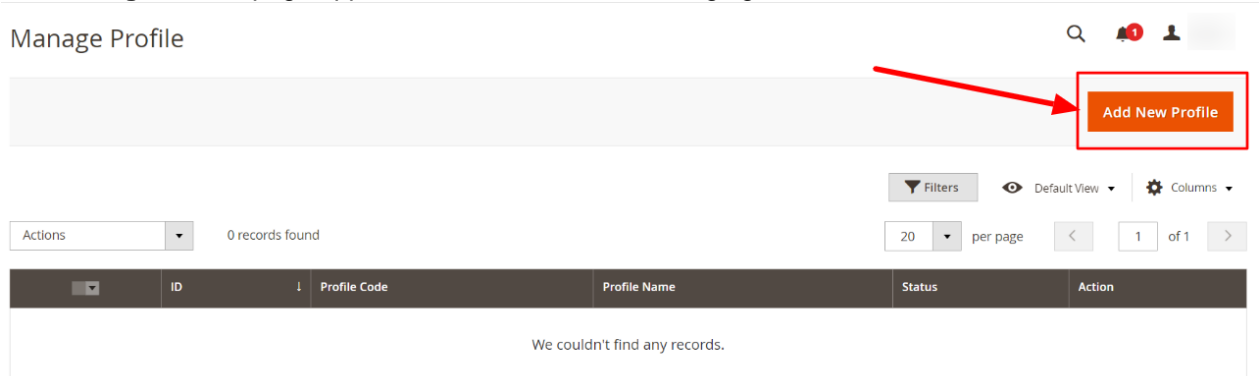 Manage Profile
1
Add New Profile
Filters Default View Columns
Actions 0 records found 20 per page 1 of 1
ID ↓ Profile Code Profile Name Status Action
We couldn't find any records.